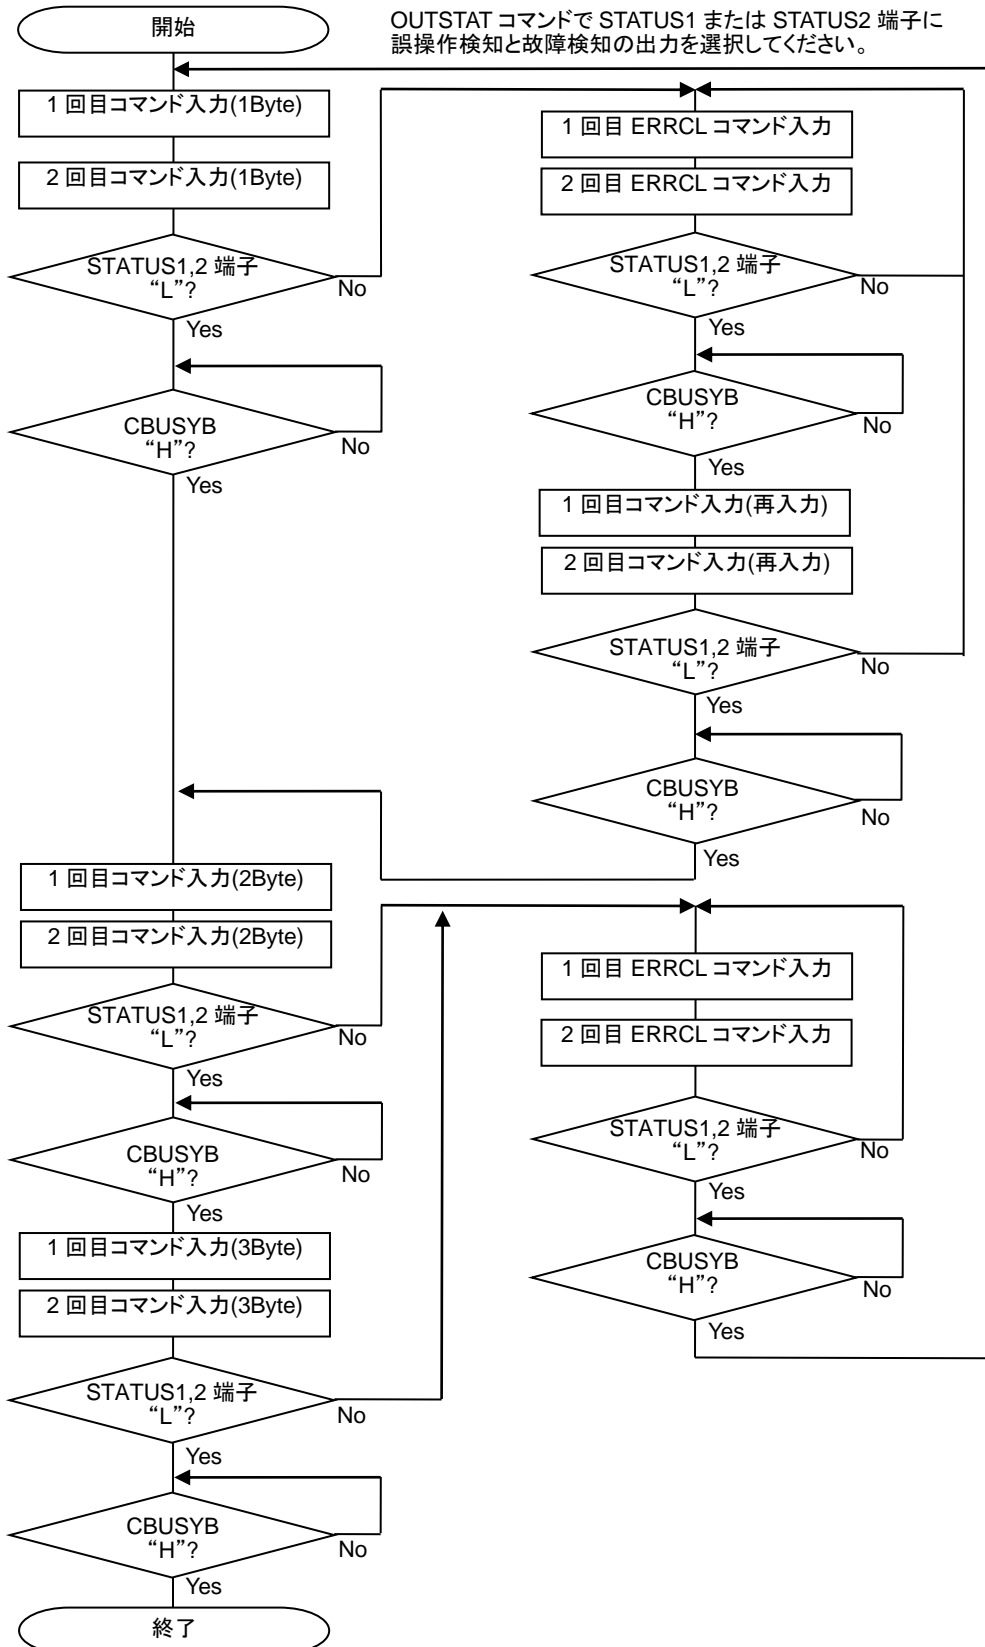 OUTSTAT コマンドで STATUS1 または STATUS2 端子に
誤操作検知と故障検知の出力を選択してください。
開始
1 回目コマンド入力(1Byte)
2 回目コマンド入力(1Byte)
STATUS1,2 端子
“L”?
No
Yes
CBUSYB
“H”?
No
Yes
1 回目 ERRCL コマンド入力
2 回目 ERRCL コマンド入力
STATUS1,2 端子
“L”?
No
Yes
CBUSYB
“H”?
No
Yes
1 回目コマンド入力(再入力)
2 回目コマンド入力(再入力)
STATUS1,2 端子
“L”?
No
Yes
CBUSYB
“H”?
No
Yes
1 回目コマンド入力(2Byte)
2 回目コマンド入力(2Byte)
STATUS1,2 端子
“L”?
No
Yes
CBUSYB
“H”?
No
Yes
1 回目コマンド入力(3Byte)
2 回目コマンド入力(3Byte)
STATUS1,2 端子
“L”?
No
Yes
CBUSYB
“H”?
No
Yes
終了
1 回目 ERRCL コマンド入力
2 回目 ERRCL コマンド入力
STATUS1,2 端子
“L”?
No
Yes
CBUSYB
“H”?
No
Yes